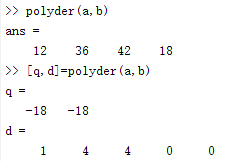 >> polyder(a,b)
ans =
12 36 42 18
>> [q,d]=polyder(a,b)
q =
-18 -18
d =
1 4 4 0 0